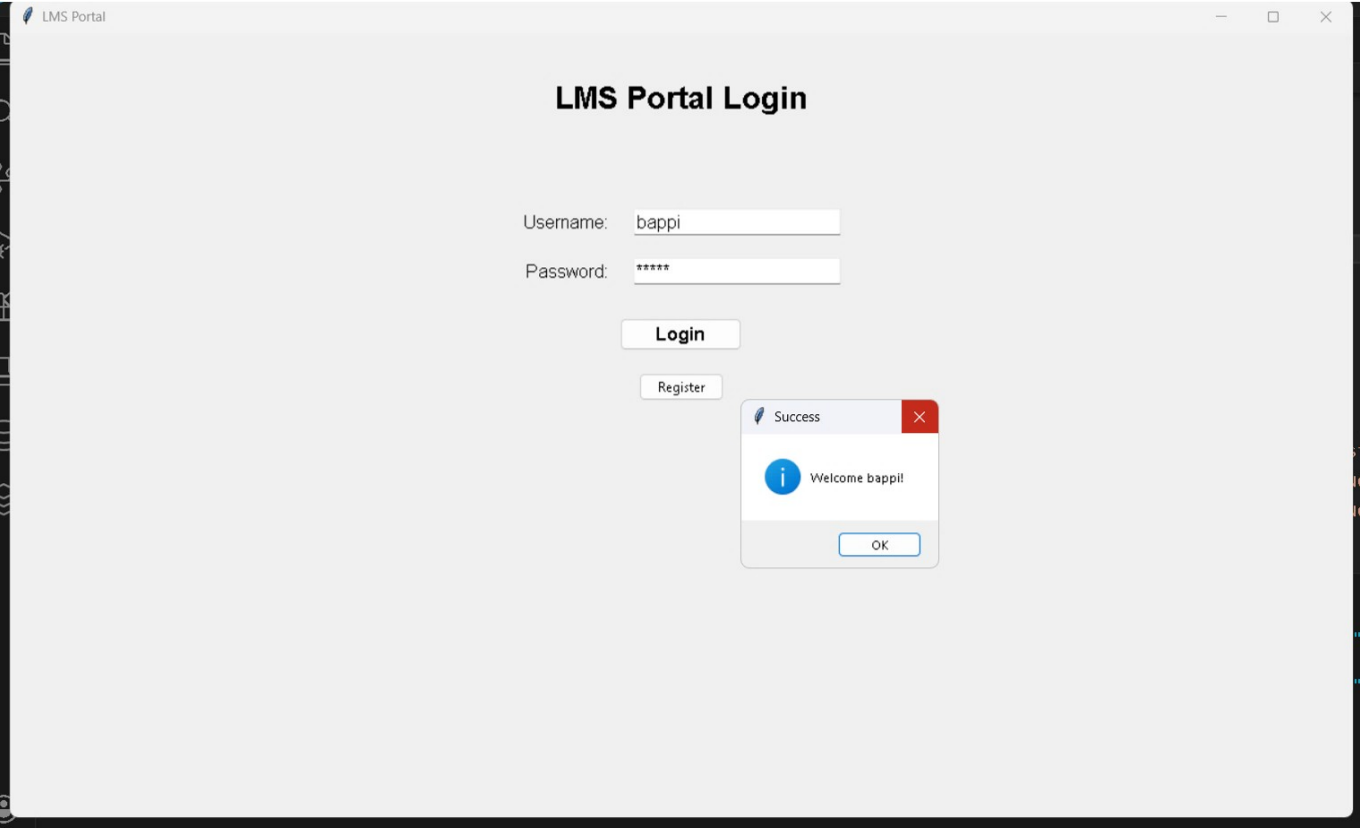 LMS Portal
LMS Portal Login
Username: bappi
Password: *****
Login
Register
Success
Welcome bappi!
OK